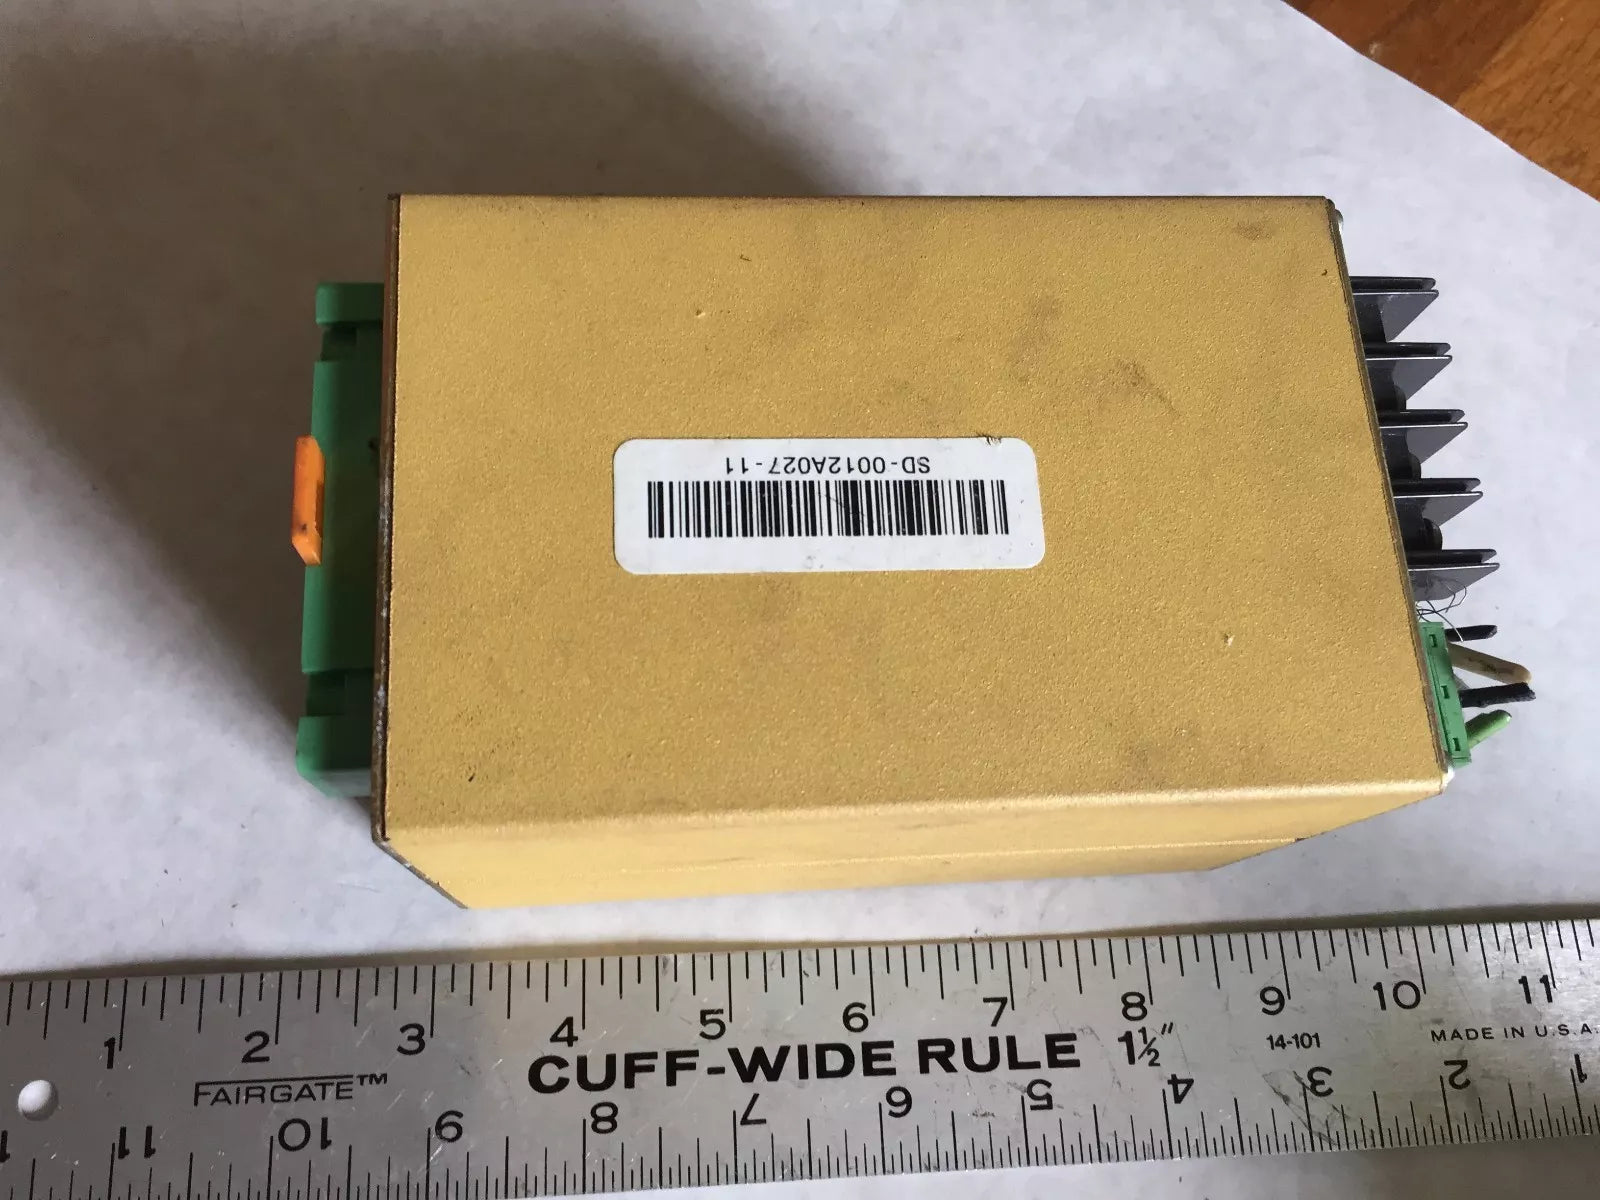 SD-0012A027-11
1 2 3 4 5 6 7 8 9 10 11
FAIRGATE™ CUFF-WIDE RULE 1½" 14-101 MADE IN U.S.A.
11 10 9 8 7 6 5 4 3 2 1